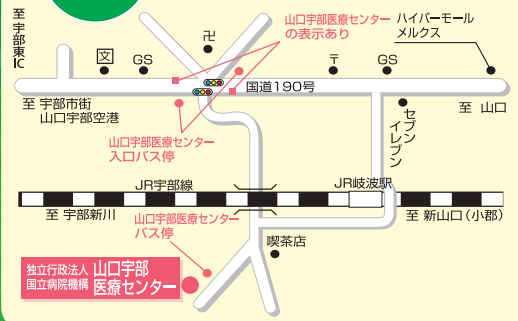 至 宇部東IC
卍
山口宇部医療センター
の表示あり
ハイパーモール
メルクス
文
GS
〒
GS
国道190号
至 宇部市街
山口宇部空港
至 山口
セブン
イレブン
山口宇部医療センター
入口バス停
JR宇部線
JR岐波駅
至 宇部新川
至 新山口(小郡)
山口宇部医療センター
バス停
喫茶店
独立行政法人
国立病院機構
山口宇部
医療センター